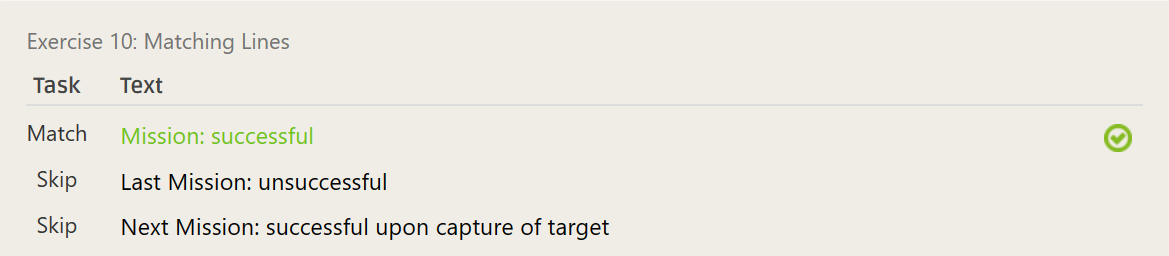 Exercise 10: Matching Lines
Task Text
Match Mission: successful
Skip Last Mission: unsuccessful
Skip Next Mission: successful upon capture of target